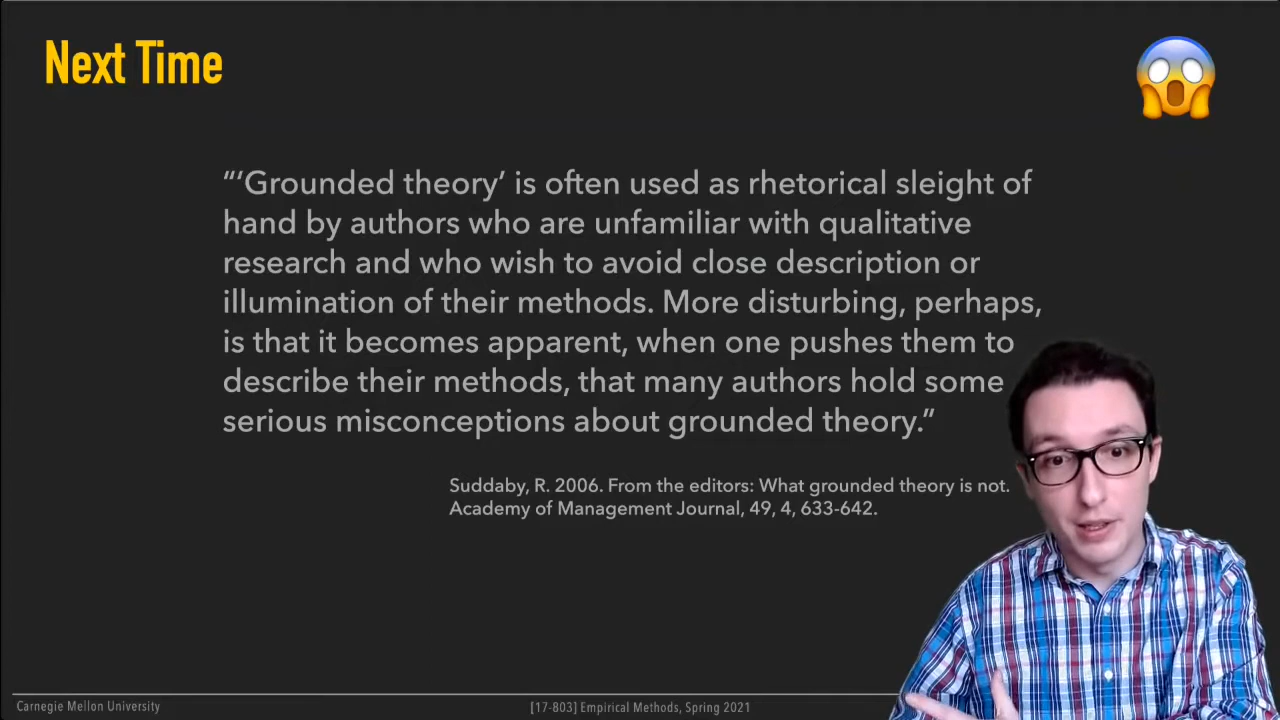 Next Time
“‘Grounded theory’ is often used as rhetorical sleight of
hand by authors who are unfamiliar with qualitative
research and who wish to avoid close description or
illumination of their methods. More disturbing, perhaps,
is that it becomes apparent, when one pushes them to
describe their methods, that many authors hold some
serious misconceptions about grounded theory.”
Suddaby, R. 2006. From the editors: What grounded theory is not.
Academy of Management Journal, 49, 4, 633-642.
Carnegie Mellon University
[17-803] Empirical Methods, Spring 2021